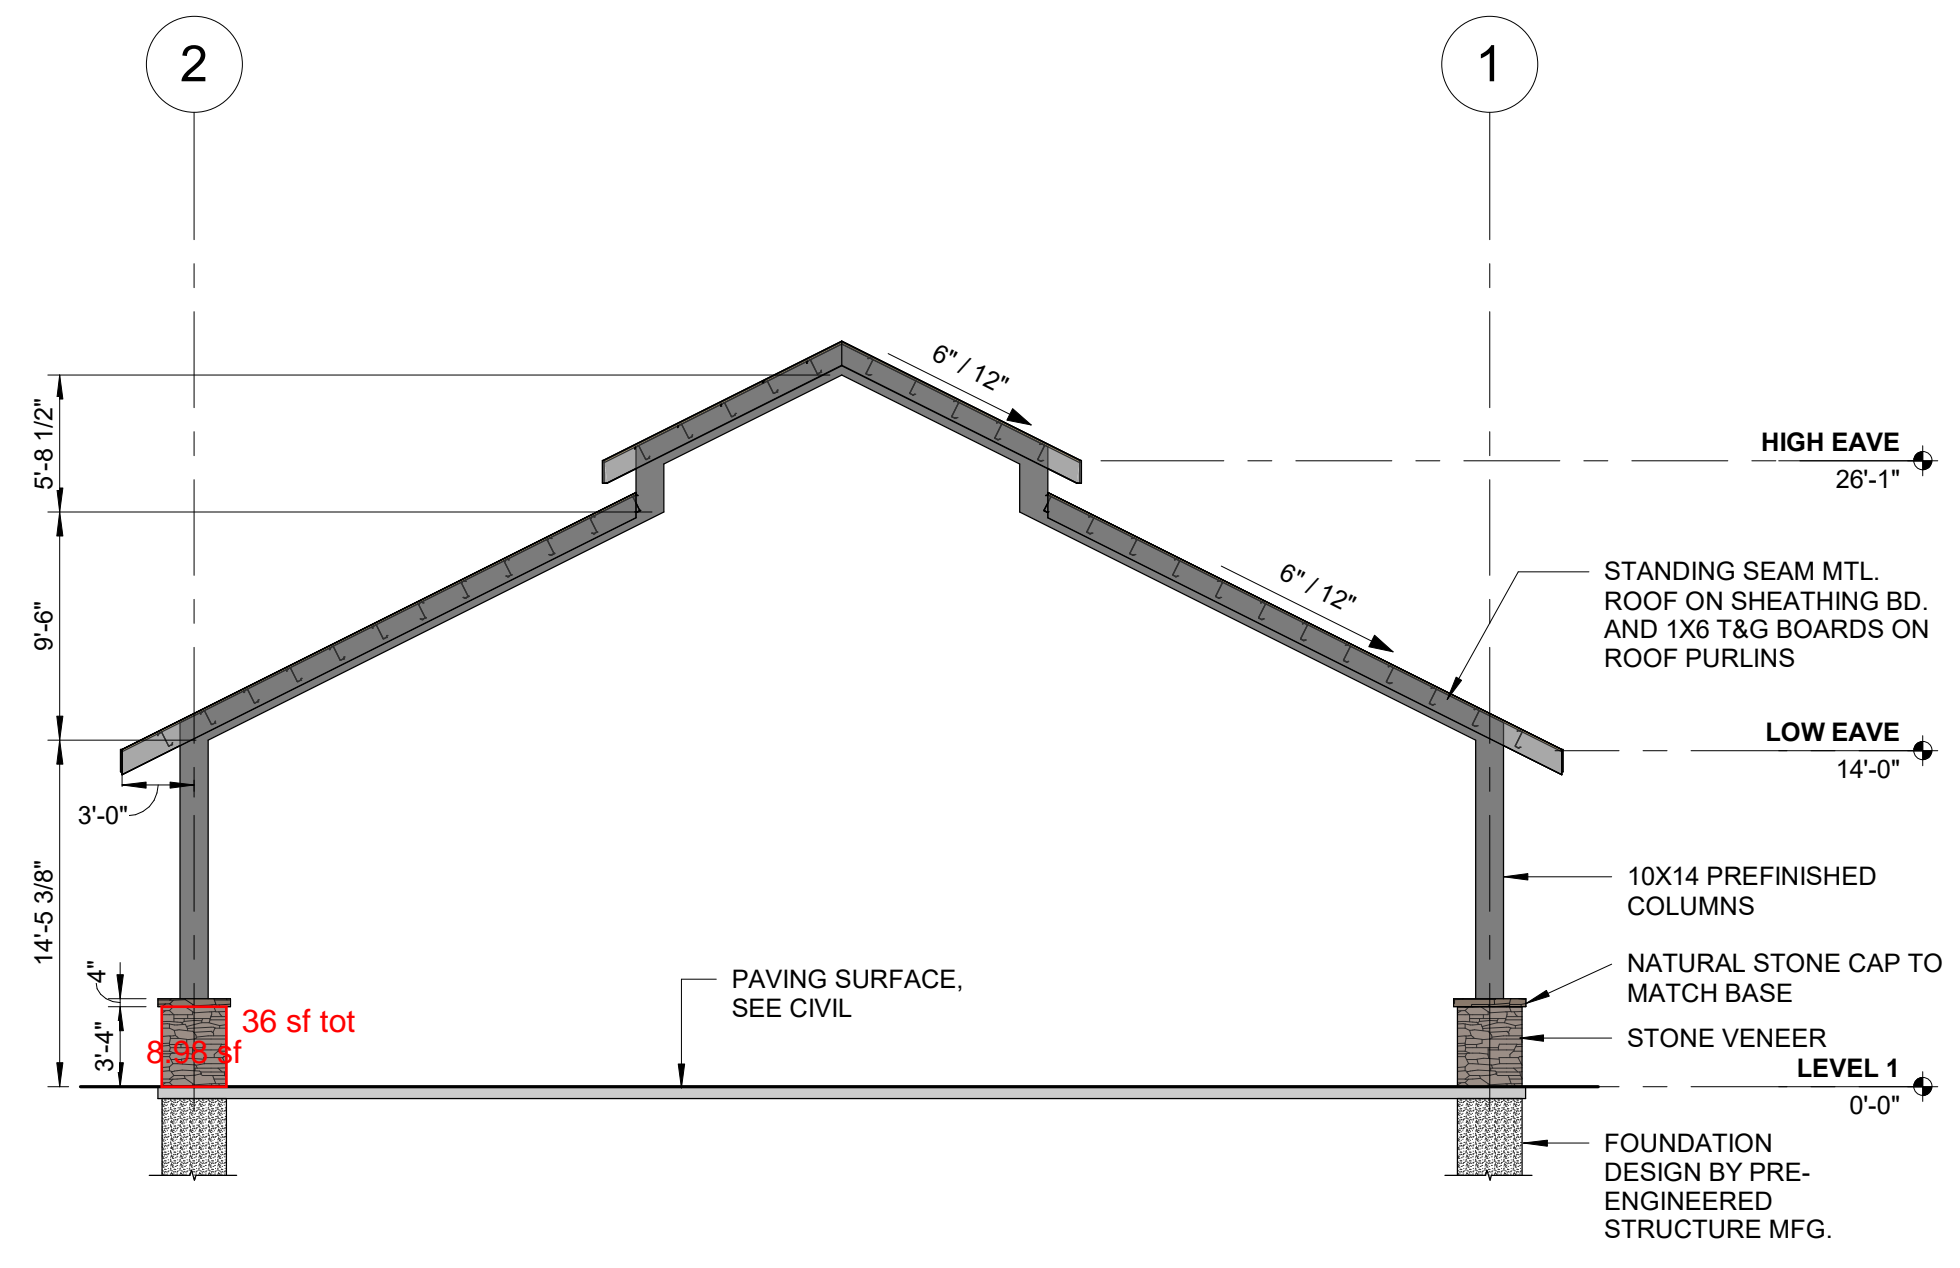 2
1
6" / 12"
5'-8 1/2"
HIGH EAVE
26'-1"
6" / 12"
STANDING SEAM MTL.
ROOF ON SHEATHING BD.
AND 1X6 T&G BOARDS ON
ROOF PURLINS
9'-6"
LOW EAVE
14'-0"
3'-0"
14'-5 3/8"
10X14 PREFINISHED
COLUMNS
4"
PAVING SURFACE,
SEE CIVIL
NATURAL STONE CAP TO
MATCH BASE
36 sf tot
3'-4"
8.98 sf
STONE VENEER
LEVEL 1
0'-0"
FOUNDATION
DESIGN BY PRE-
ENGINEERED
STRUCTURE MFG.